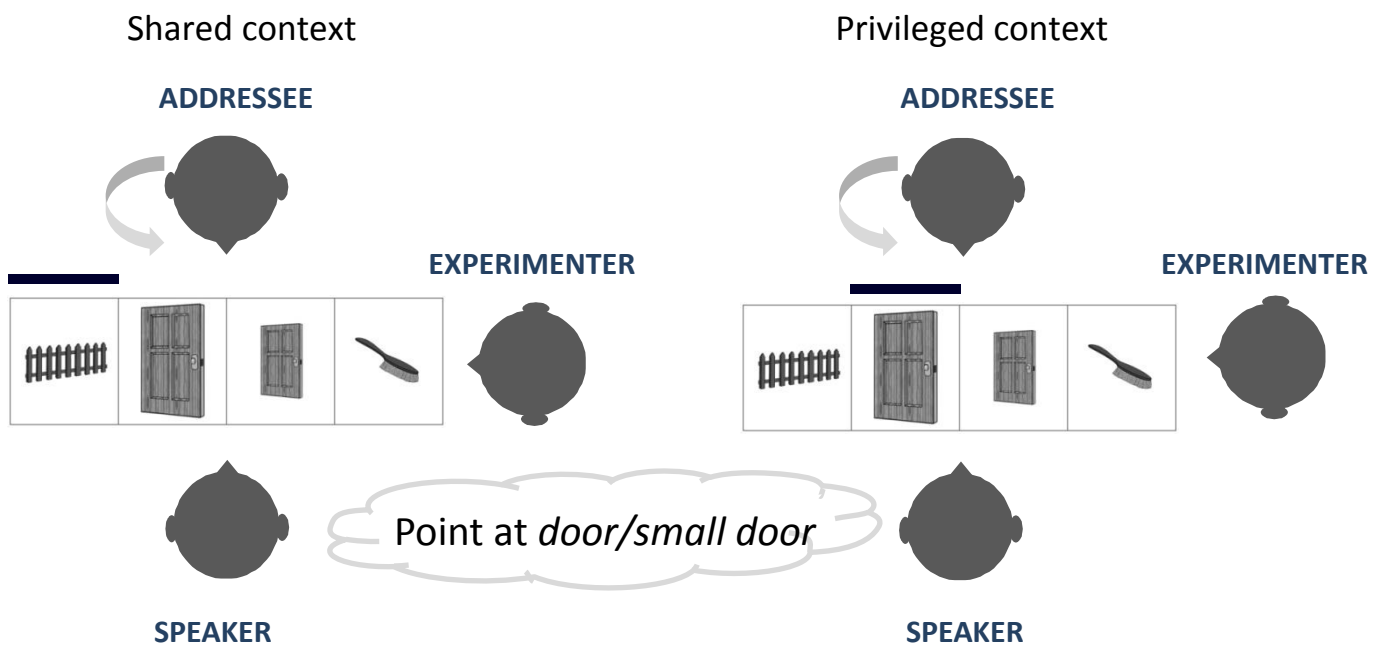 Shared context
Privileged context
ADDRESSEE
ADDRESSEE
EXPERIMENTER
EXPERIMENTER
Point at door/small door
SPEAKER
SPEAKER